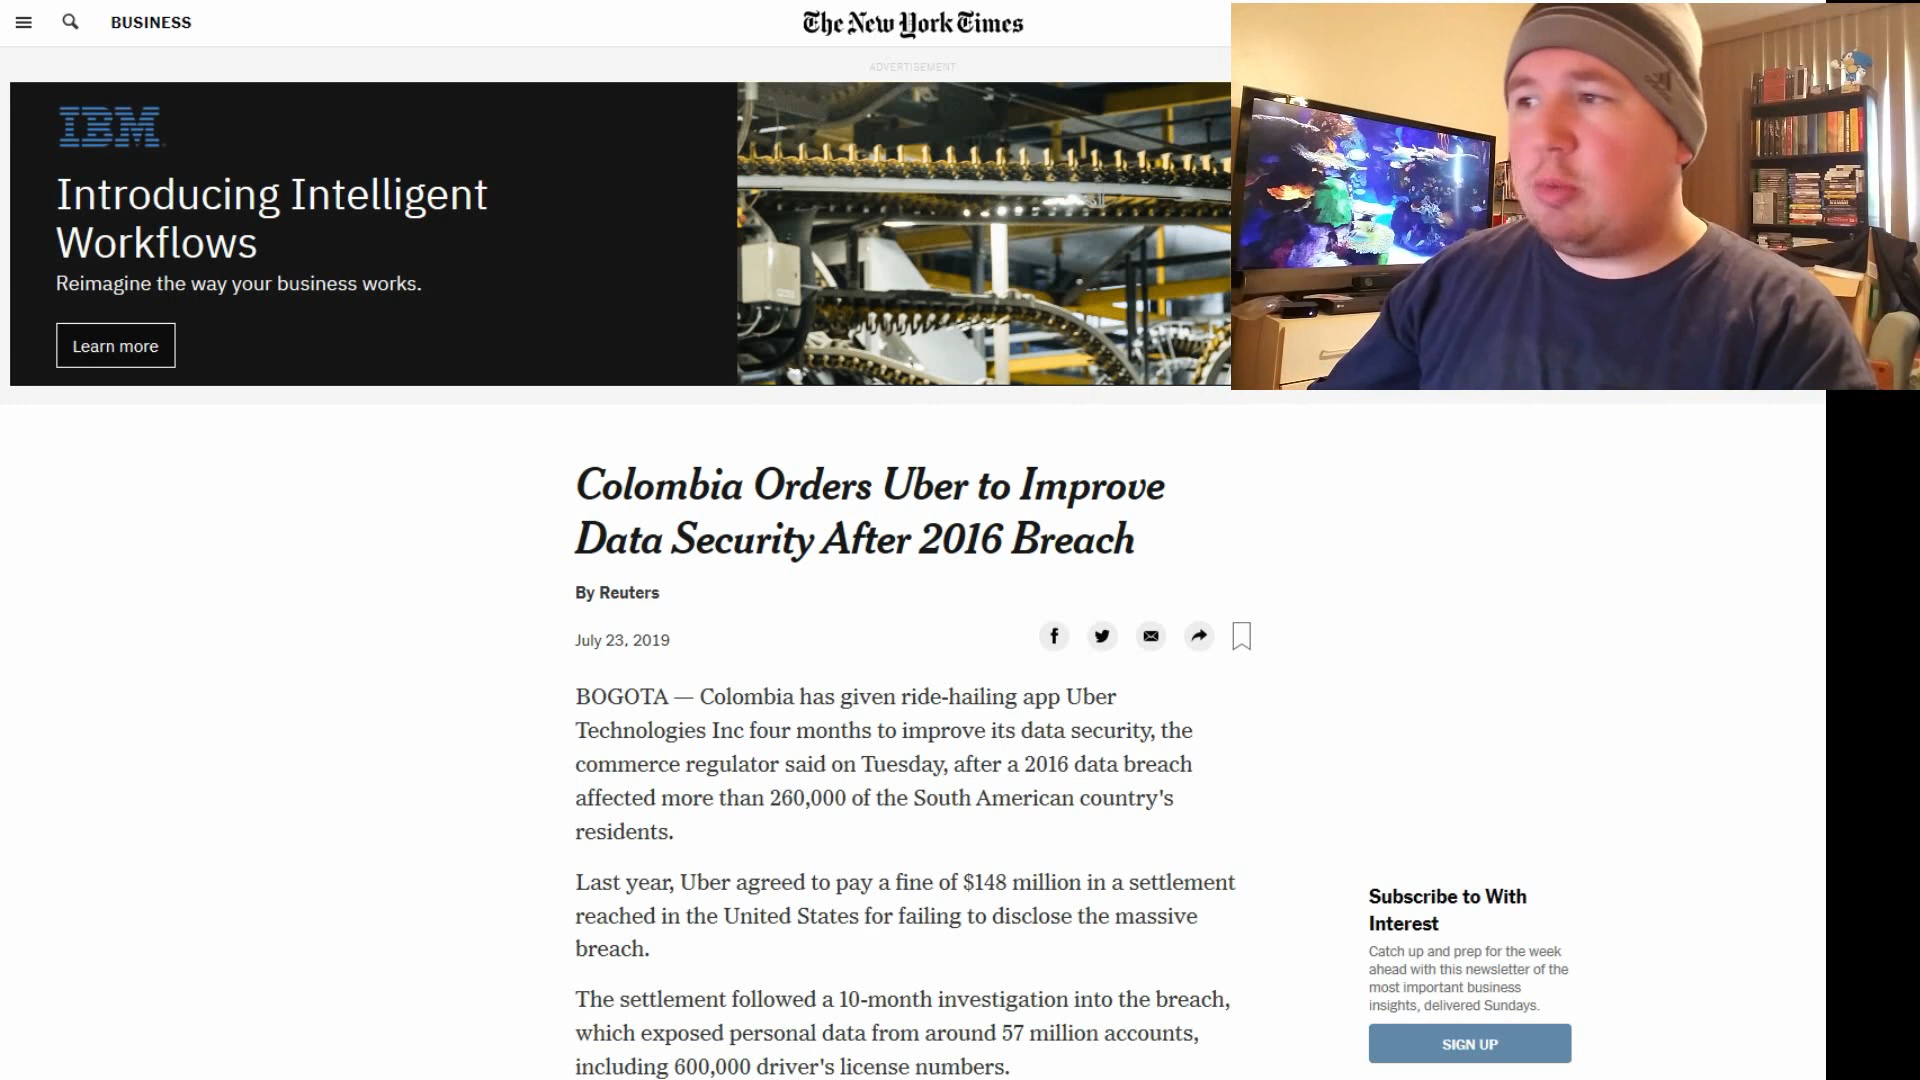 BUSINESS
The New York Times
ADVERTISEMENT
IBM
Introducing Intelligent
Workflows
Reimagine the way your business works.
Learn more
Colombia Orders Uber to Improve
Data Security After 2016 Breach
By Reuters
July 23, 2019
BOGOTA — Colombia has given ride-hailing app Uber
Technologies Inc four months to improve its data security, the
commerce regulator said on Tuesday, after a 2016 data breach
affected more than 260,000 of the South American country's
residents.
Last year, Uber agreed to pay a fine of $148 million in a settlement
reached in the United States for failing to disclose the massive
breach.
The settlement followed a 10-month investigation into the breach,
which exposed personal data from around 57 million accounts,
including 600,000 driver's license numbers.
Subscribe to With
Interest
Catch up and prep for the week
ahead with this newsletter of the
most important business
insights, delivered Sundays.
SIGN UP